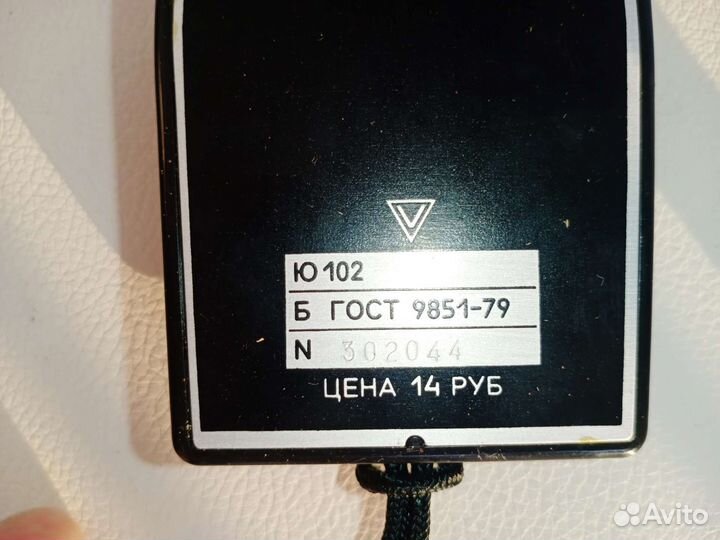 Ю 102
Б ГОСТ 9851-79
N 302044
ЦЕНА 14 РУБ
Avito